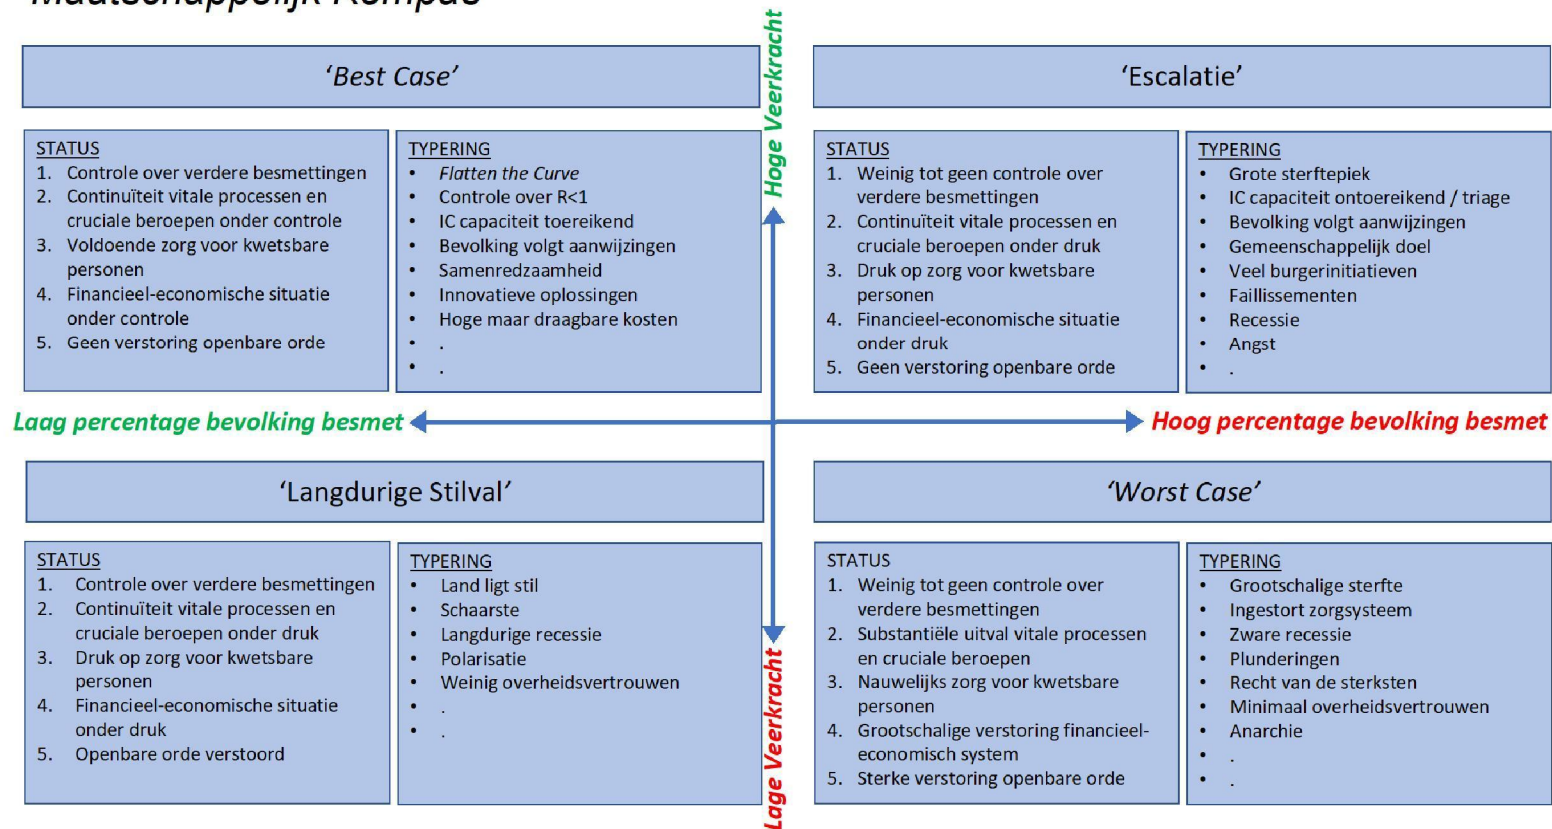 Maatschappelijk Kompas
Hoge Veerkracht
'Best Case'
STATUS
1. Controle over verdere besmettingen
2. Continuïteit vitale processen en
cruciale beroepen onder controle
3. Voldoende zorg voor kwetsbare
personen
4. Financieel-economische situatie
onder controle
5. Geen verstoring openbare orde
TYPERING
• Flatten the Curve
• Controle over R<1
• IC capaciteit toereikend
• Bevolking volgt aanwijzingen
• Samenredzaamheid
• Innovatieve oplossingen
• Hoge maar draagbare kosten
• .
• .
'Escalatie'
STATUS
1. Weinig tot geen controle over
verdere besmettingen
2. Continuïteit vitale processen en
cruciale beroepen onder druk
3. Druk op zorg voor kwetsbare
personen
4. Financieel-economische situatie
onder druk
5. Geen verstoring openbare orde
TYPERING
• Grote sterftepiek
• IC capaciteit ontoereikend / triage
• Bevolking volgt aanwijzingen
• Gemeenschappelijk doel
• Veel burgerinitiatieven
• Faillissementen
• Recessie
• Angst
• .
Laag percentage bevolking besmet
Hoog percentage bevolking besmet
'Langdurige Stilval'
STATUS
1. Controle over verdere besmettingen
2. Continuïteit vitale processen en
cruciale beroepen onder druk
3. Druk op zorg voor kwetsbare
personen
4. Financieel-economische situatie
onder druk
5. Openbare orde verstoord
TYPERING
• Land ligt stil
• Schaarste
• Langdurige recessie
• Polarisatie
• Weinig overheidsvertrouwen
• .
• .
'Worst Case'
STATUS
1. Weinig tot geen controle over
verdere besmettingen
2. Substantiële uitval vitale processen
en cruciale beroepen
3. Nauwelijks zorg voor kwetsbare
personen
4. Grootschalige verstoring financieel-
economisch system
5. Sterke verstoring openbare orde
TYPERING
• Grootschalige sterfte
• Ingestort zorgsysteem
• Zware recessie
• Plunderingen
• Recht van de sterksten
• Minimaal overheidsvertrouwen
• Anarchie
• .
• .
Lage Veerkracht